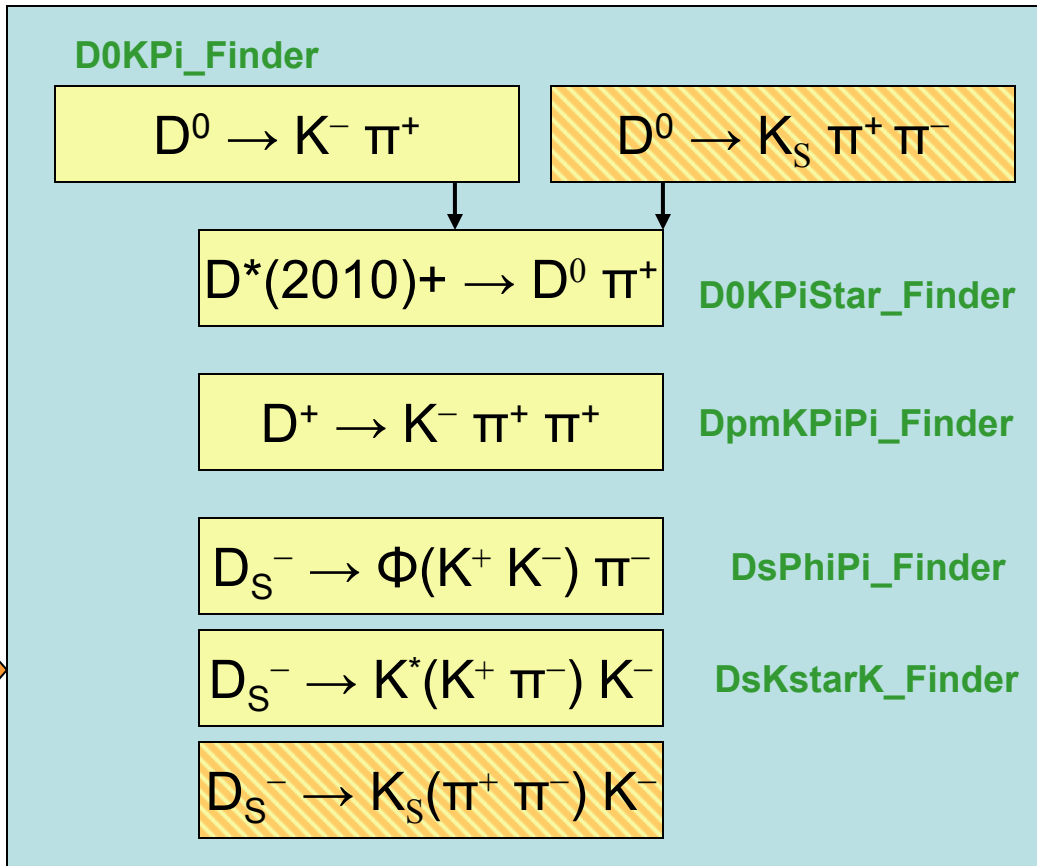 D0KPi_Finder
D⁰ → K⁻ π⁺
D⁰ → K_S π⁺ π⁻
D*(2010)+ → D⁰ π⁺
D0KPiStar_Finder
D⁺ → K⁻ π⁺ π⁺
DpmKPiPi_Finder
D_S⁻ → Φ(K⁺ K⁻) π⁻
DsPhiPi_Finder
D_S⁻ → K*(K⁺ π⁻) K⁻
DsKstarK_Finder
D_S⁻ → K_S(π⁺ π⁻) K⁻